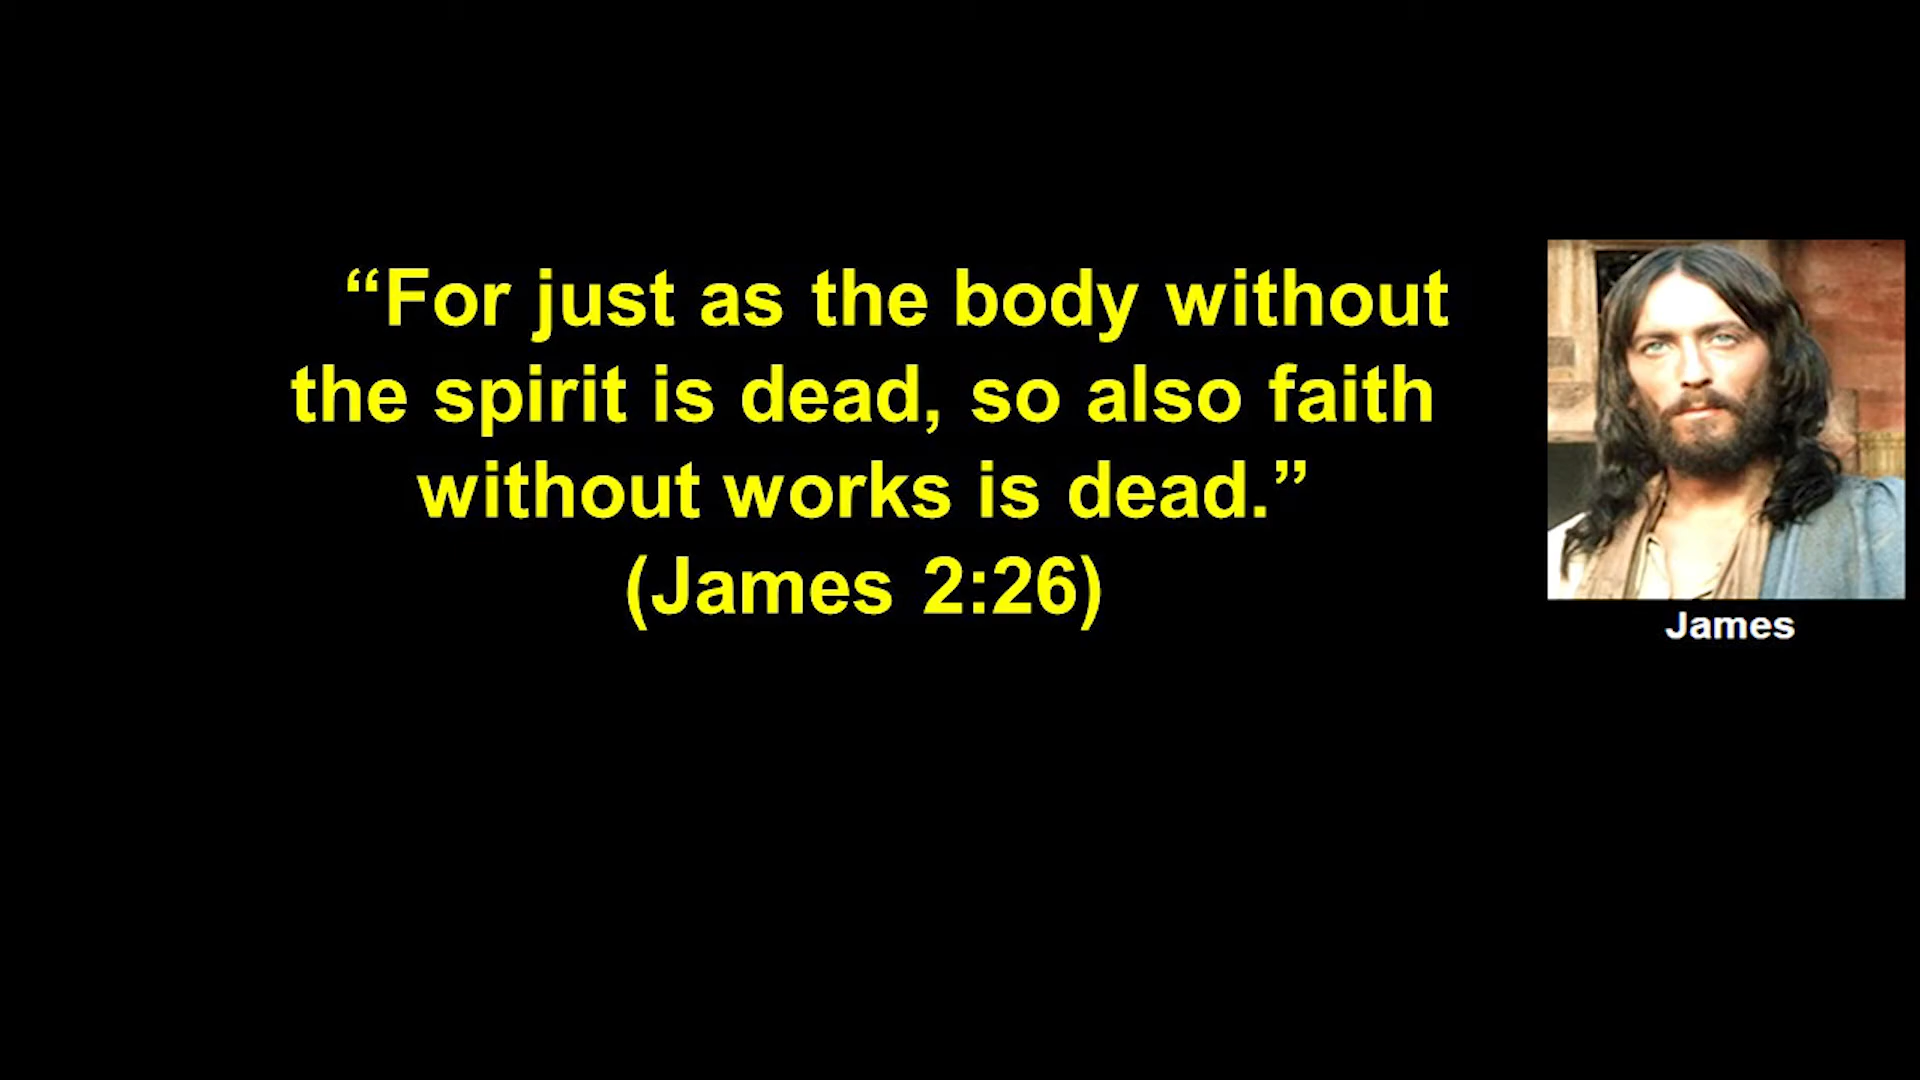 “For just as the body without
the spirit is dead, so also faith
without works is dead.”
(James 2:26)
James